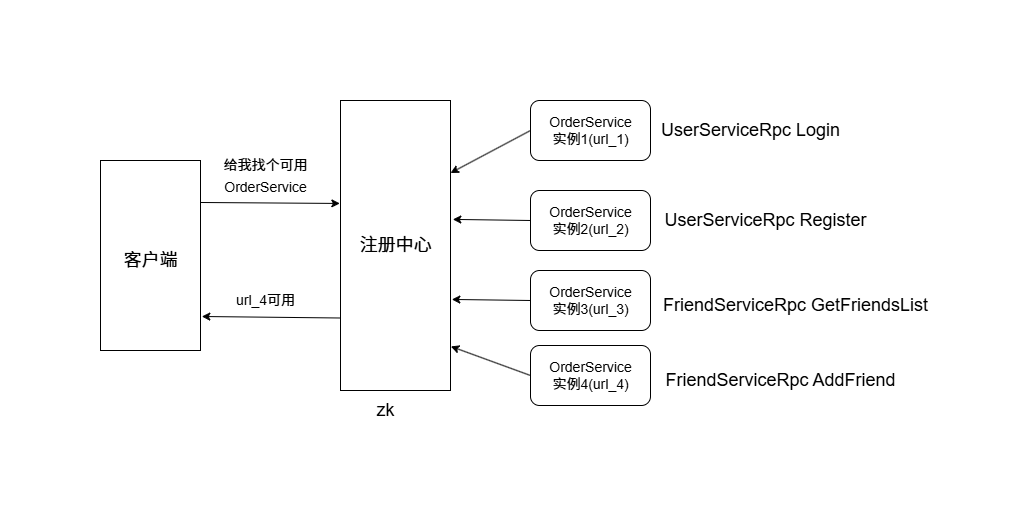 给我找个可用
OrderService
客户端
url_4可用
注册中心
zk
OrderService
实例1(url_1)
UserServiceRpc Login
OrderService
实例2(url_2)
UserServiceRpc Register
OrderService
实例3(url_3)
FriendServiceRpc GetFriendsList
OrderService
实例4(url_4)
FriendServiceRpc AddFriend